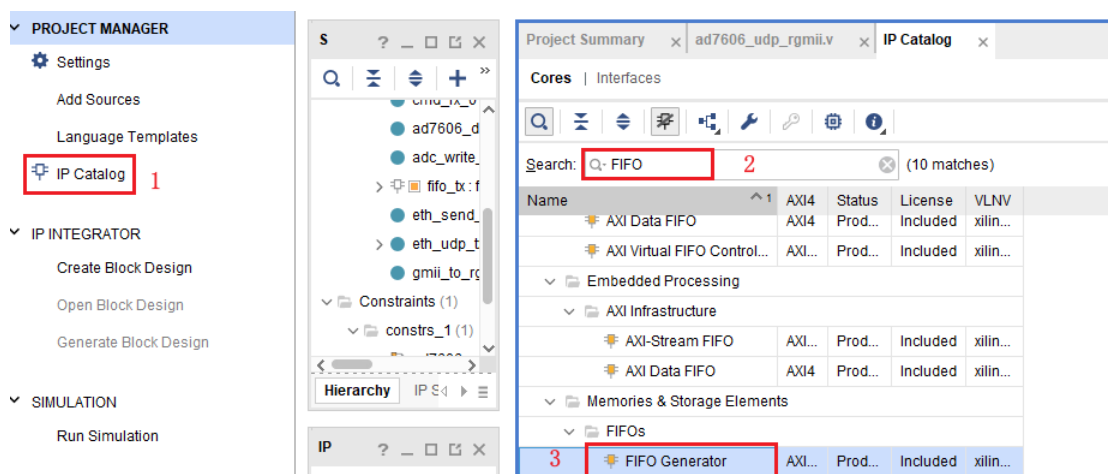 PROJECT MANAGER
Settings
Add Sources
Language Templates
IP Catalog
1
IP INTEGRATOR
Create Block Design
Open Block Design
Generate Block Design
SIMULATION
Run Simulation
S
ad7606_d
adc_write_
fifo_tx : f
eth_send_
eth_udp_t
gmii_to_rg
Constraints (1)
constrs_1 (1)
Hierarchy
IP S
IP
Project Summary
ad7606_udp_rgmii.v
IP Catalog
Cores | Interfaces
Search: FIFO
2
(10 matches)
Name 1 AXI4 Status License VLNV
AXI Data FIFO AXI4 Prod... Included xilin...
AXI Virtual FIFO Control... AXI... Prod... Included xilin...
Embedded Processing
AXI Infrastructure
AXI-Stream FIFO AXI... Prod... Included xilin...
AXI Data FIFO AXI4 Prod... Included xilin...
Memories & Storage Elements
FIFOs
3 FIFO Generator AXI... Prod... Included xilin...